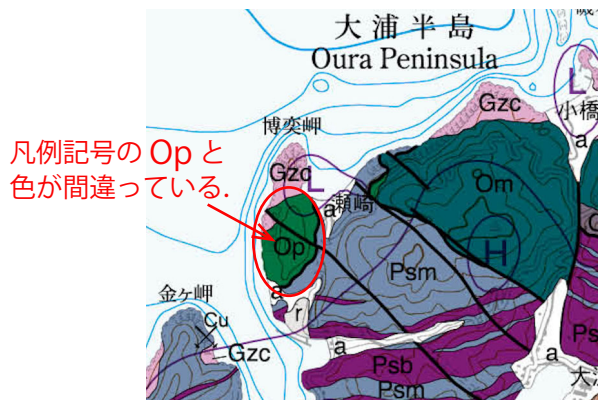 大浦半島
Oura Peninsula
L
小橋
Gzc
a
博奕岬
凡例記号の Op と
色が間違っている.
Gzc
L
a
瀬崎
Om
Op
H
Psm
a
金ヶ岬
r
Cu
Gzc
a
a
Ps
Psb
Psm